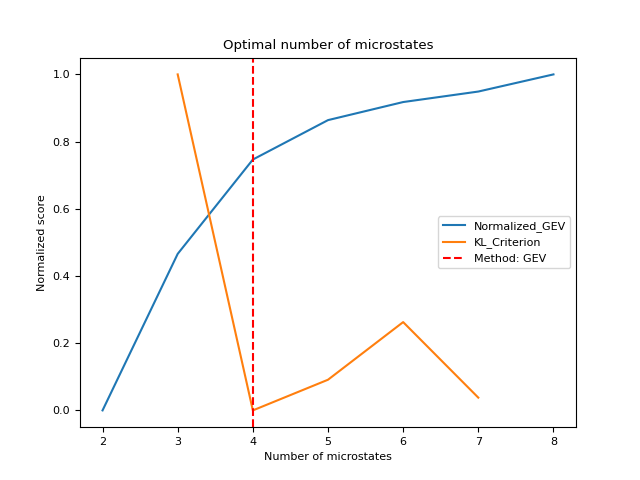 Optimal number of microstates
1.0
0.8
0.6
0.4
0.2
0.0
Normalized score
Normalized_GEV
KL_Criterion
Method: GEV
2 3 4 5 6 7 8
Number of microstates